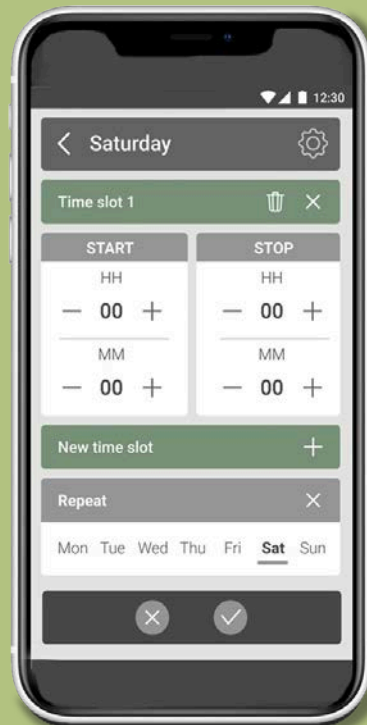 12:30
Saturday
Time slot 1
START STOP
HH HH
00 00
MM MM
00 00
New time slot
Repeat
Mon Tue Wed Thu Fri Sat Sun